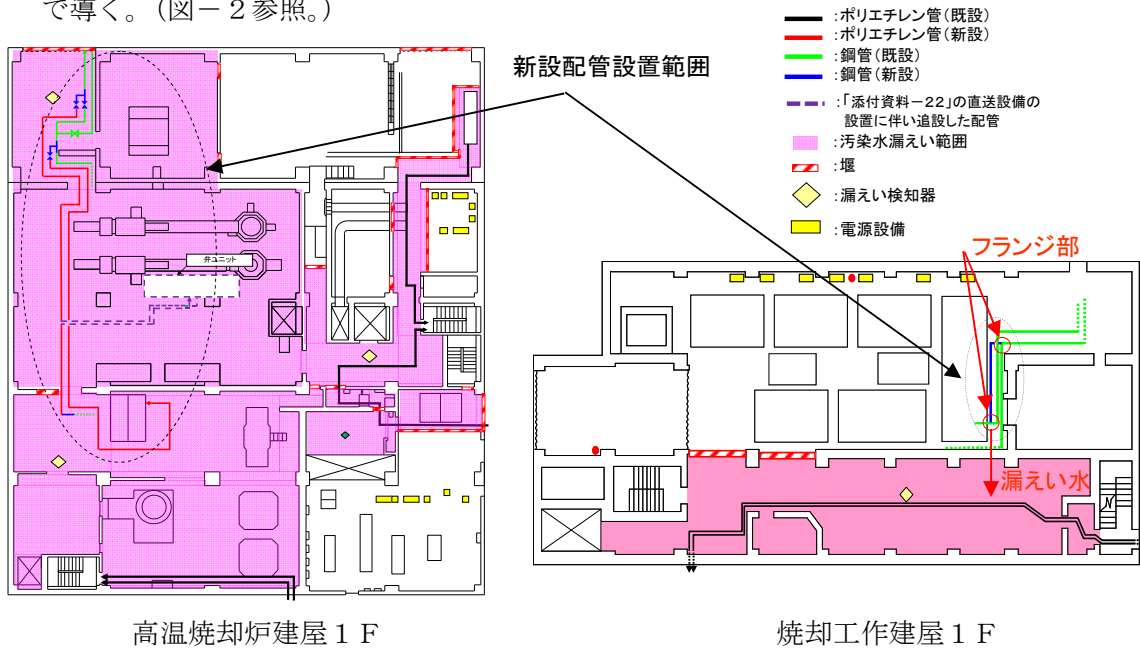 で導く。(図-2参照。)
:ポリエチレン管(既設)
:ポリエチレン管(新設)
:鋼管(既設)
:鋼管(新設)
:「添付資料-22」の直送設備の
設置に伴い追設した配管
:汚染水漏えい範囲
:堰
:漏えい検知器
:電源設備
新設配管設置範囲
弁ユニット
フランジ部
漏えい水
N
高温焼却炉建屋1F
焼却工作建屋1F